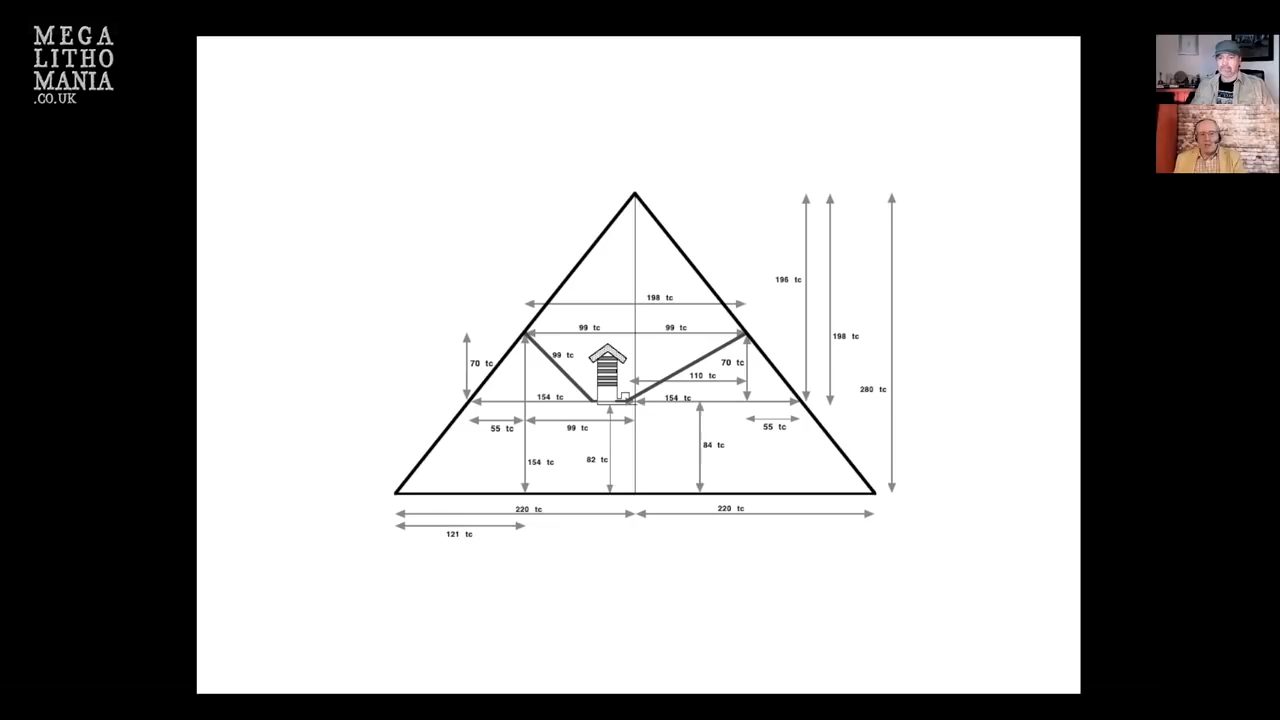 MEGA
LITHO
MANIA
.CO.UK
196 tc
198 tc
99 tc 99 tc
99 tc
70 tc
70 tc
198 tc
110 tc
280 tc
154 tc
154 tc
55 tc
99 tc
55 tc
84 tc
82 tc
154 tc
220 tc
220 tc
121 tc